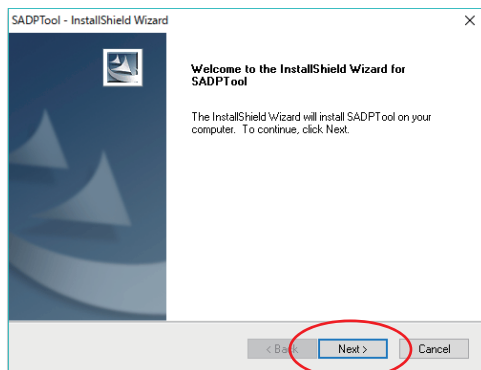 SADPTool - InstallShield Wizard
Welcome to the InstallShield Wizard for
SADPTool
The InstallShield Wizard will install SADPTool on your
computer. To continue, click Next.
< Back
Next >
Cancel